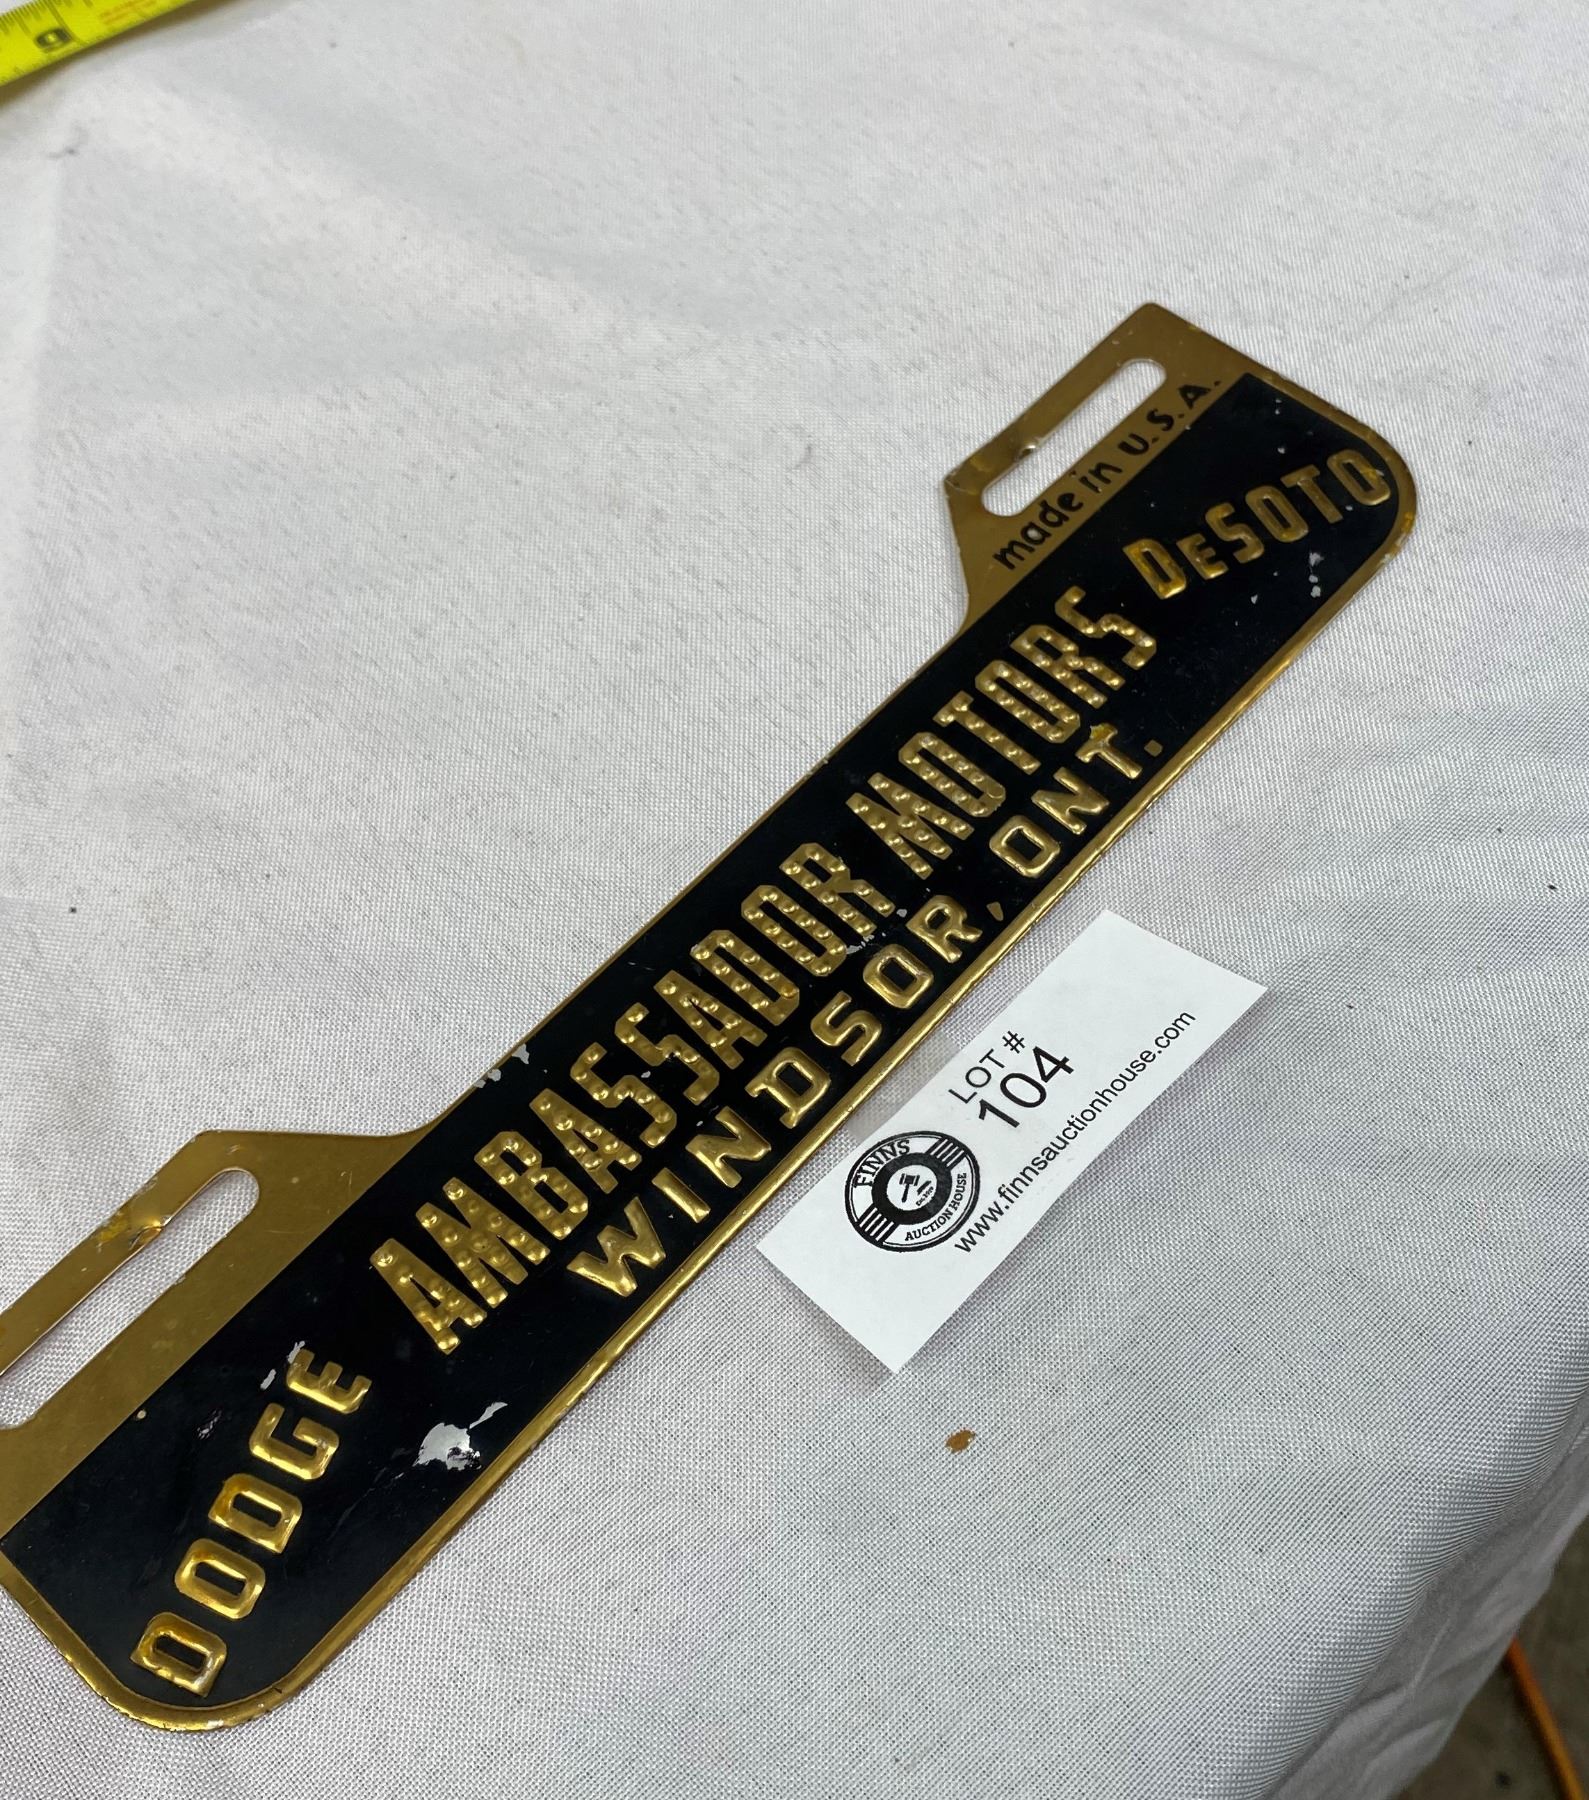 made in U.S.A.
DODGE AMBASSADOR MOTORS DeSOTO
WINDSOR, ONT.
LOT #
104
www.finnsauctionhouse.com
FINNS
AUCTION HOUSE